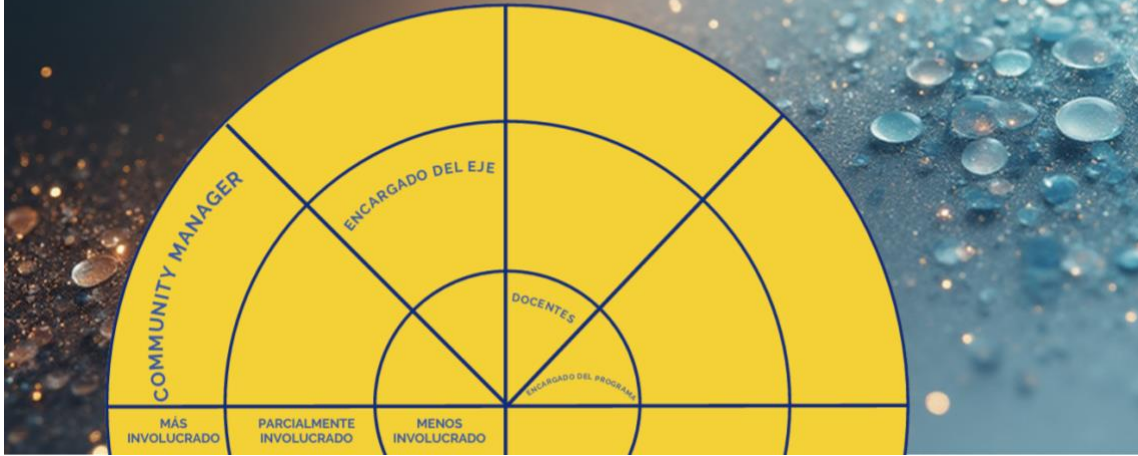 COMMUNITY MANAGER
ENCARGADO DEL EJE
DOCENTES
ENCARGADO DEL PROGRAMA
MÁS
INVOLUCRADO
PARCIALMENTE
INVOLUCRADO
MENOS
INVOLUCRADO